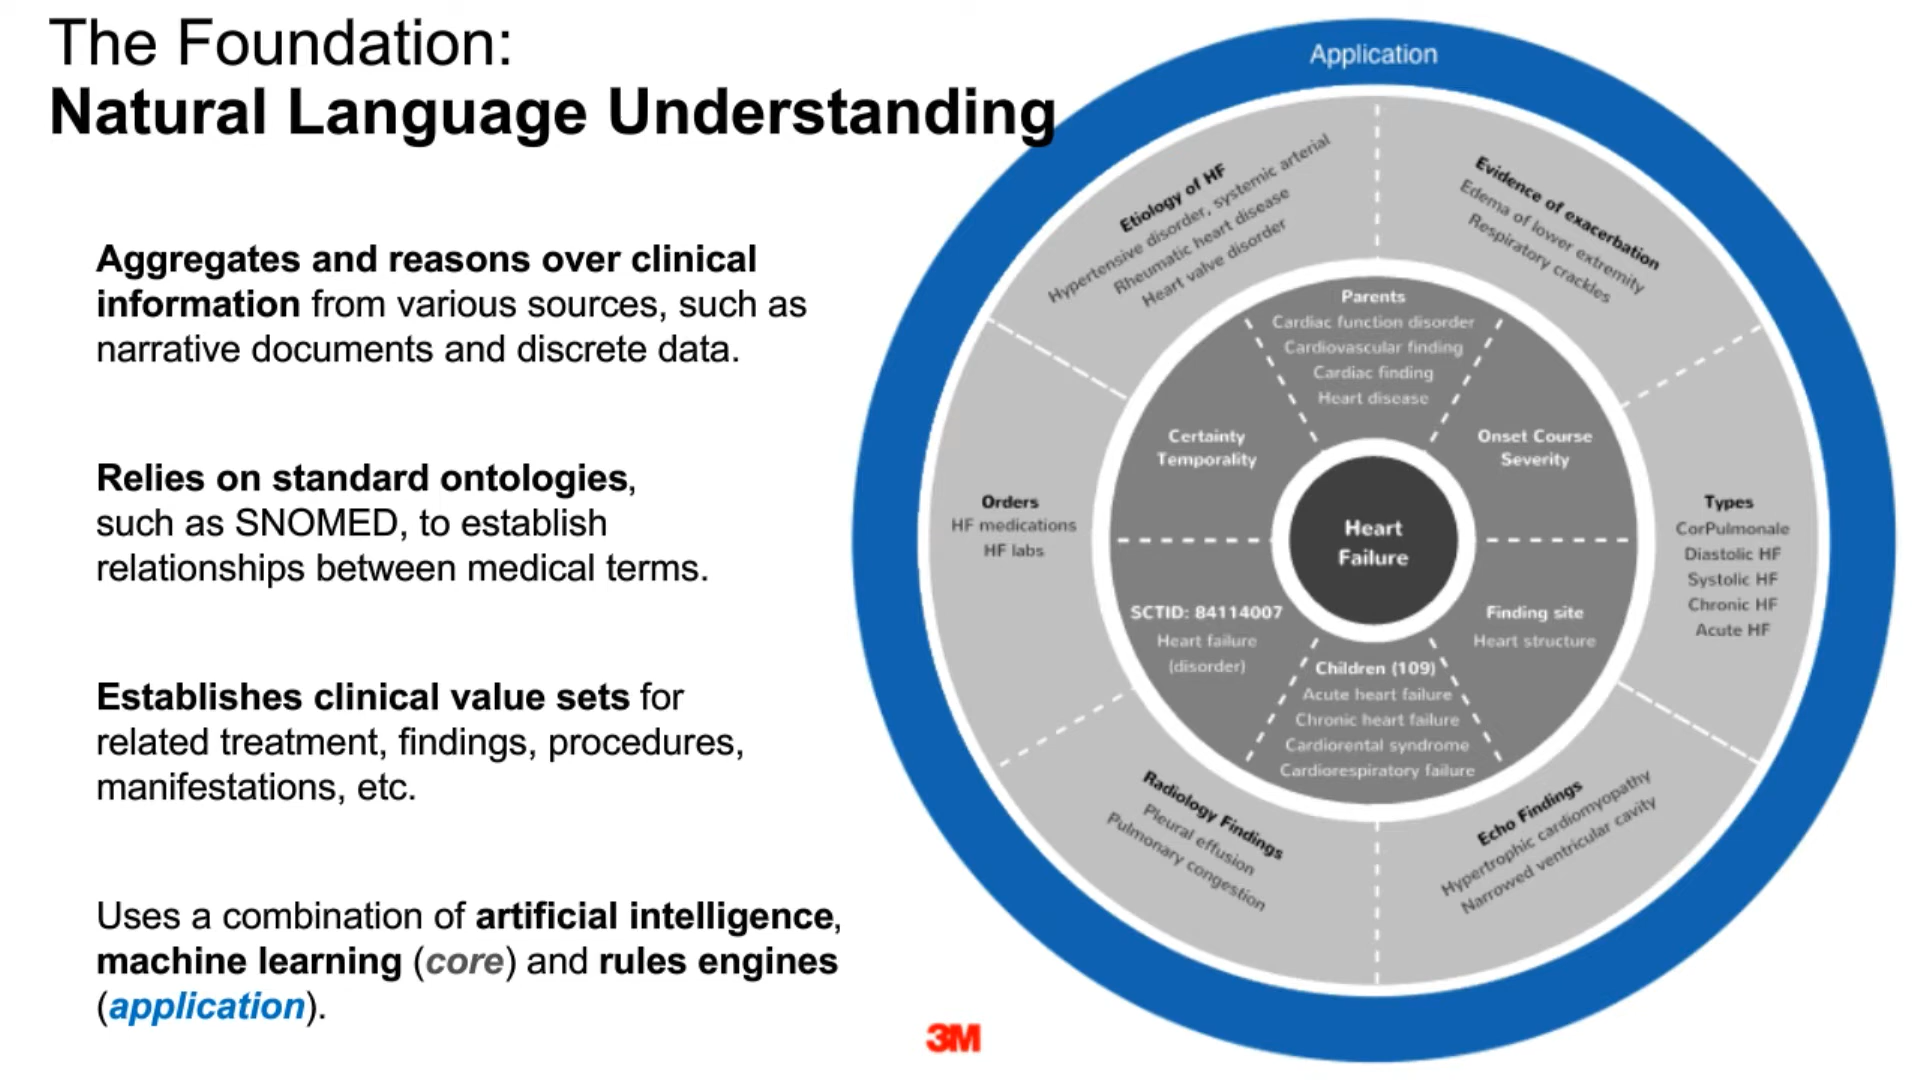 The Foundation:
Natural Language Understanding
Aggregates and reasons over clinical
information from various sources, such as
narrative documents and discrete data.
Relies on standard ontologies,
such as SNOMED, to establish
relationships between medical terms.
Establishes clinical value sets for
related treatment, findings, procedures,
manifestations, etc.
Uses a combination of artificial intelligence,
machine learning (core) and rules engines
(application).
3M
Application
Etiology of HF
Hypertensive disorder, systemic arterial
Rheumatic heart disease
Heart valve disorder
Evidence of exacerbation
Edema of lower extremity
Respiratory crackles
Orders
HF medications
HF labs
Types
CorPulmonale
Diastolic HF
Systolic HF
Chronic HF
Acute HF
Radiology Findings
Pleural effusion
Pulmonary congestion
Echo Findings
Hypertrophic cardiomyopathy
Narrowed ventricular cavity
Parents
Cardiac function disorder
Cardiovascular finding
Cardiac finding
Heart disease
Certainty
Temporality
Onset Course
Severity
SCTID: 84114007
Heart failure
(disorder)
Finding site
Heart structure
Children (109)
Acute heart failure
Chronic heart failure
Cardiorenal syndrome
Cardiorespiratory failure
Heart
Failure